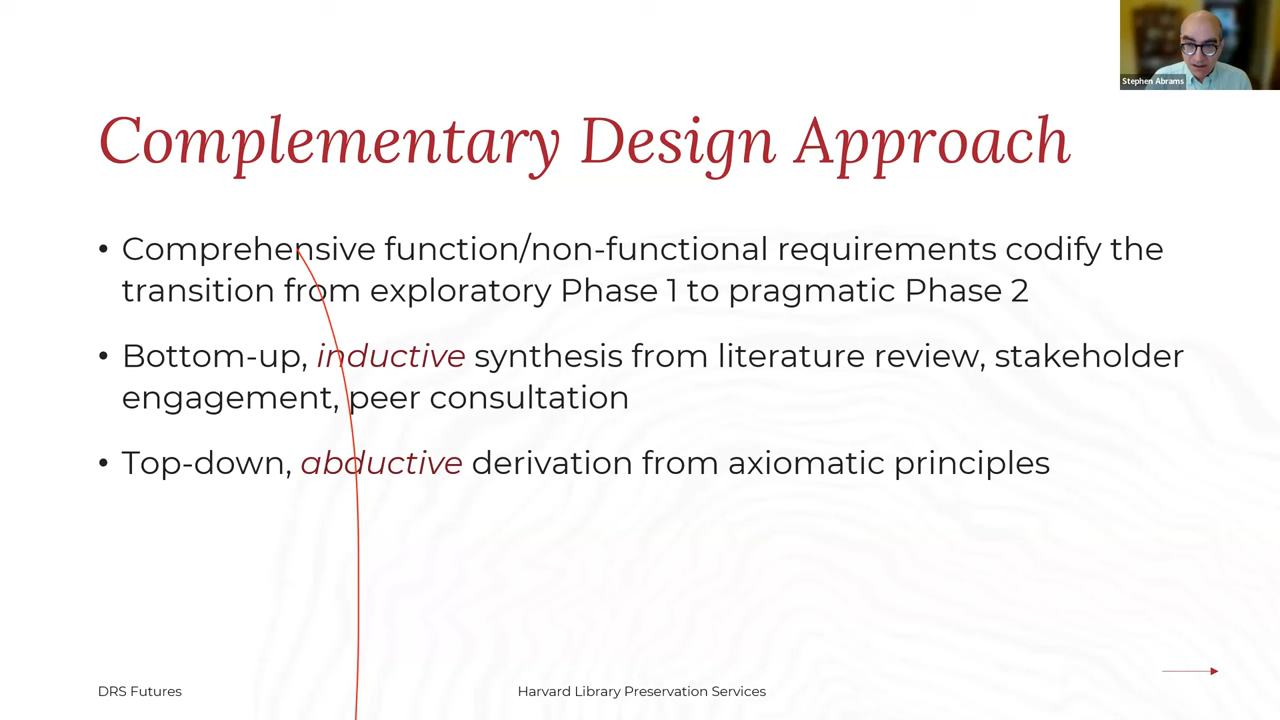 Stephen Abrams
Complementary Design Approach
• Comprehensive function/non-functional requirements codify the
transition from exploratory Phase 1 to pragmatic Phase 2
• Bottom-up, inductive synthesis from literature review, stakeholder
engagement, peer consultation
• Top-down, abductive derivation from axiomatic principles
DRS Futures
Harvard Library Preservation Services